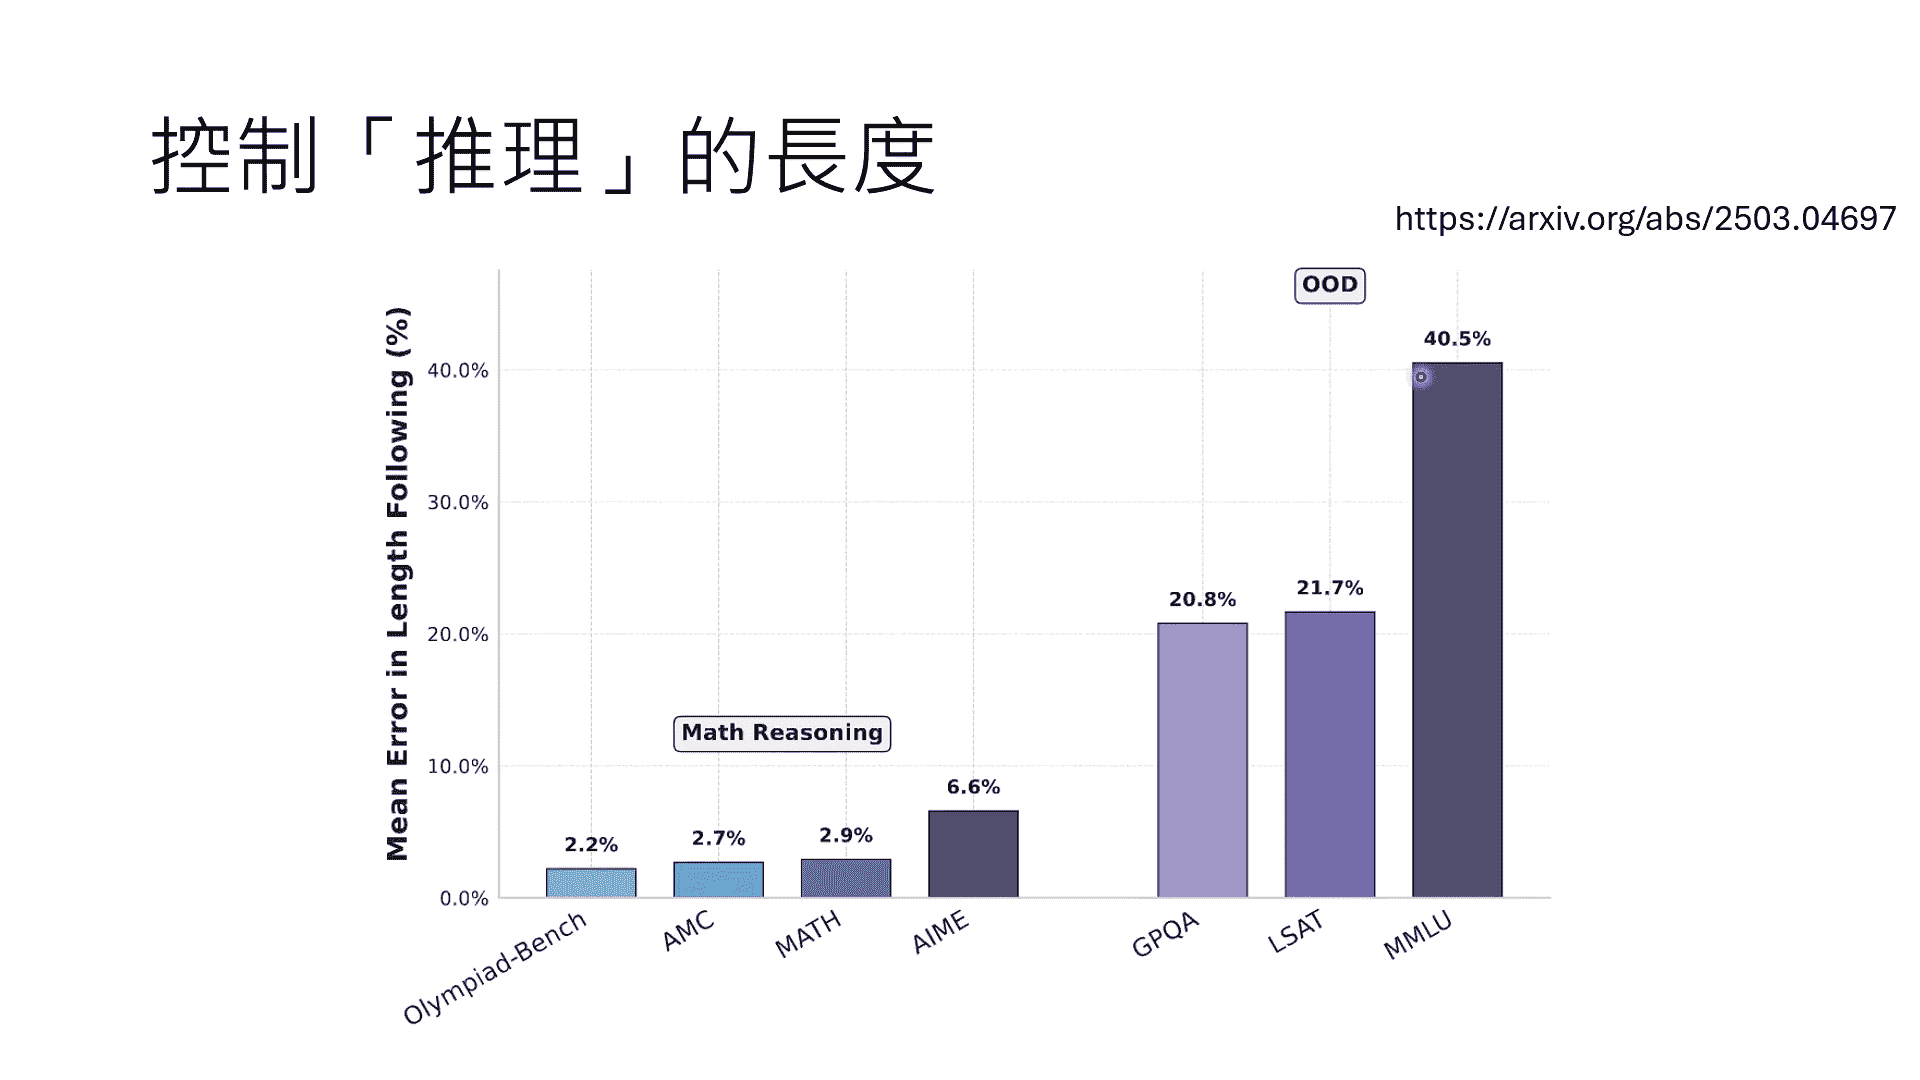 控制「推理」的長度
https://arxiv.org/abs/2503.04697
Mean Error in Length Following (%)
40.0%
30.0%
20.0%
10.0%
0.0%
OOD
Math Reasoning
2.2%
2.7%
2.9%
6.6%
20.8%
21.7%
40.5%
Olympiad-Bench
AMC
MATH
AIME
GPQA
LSAT
MMLU